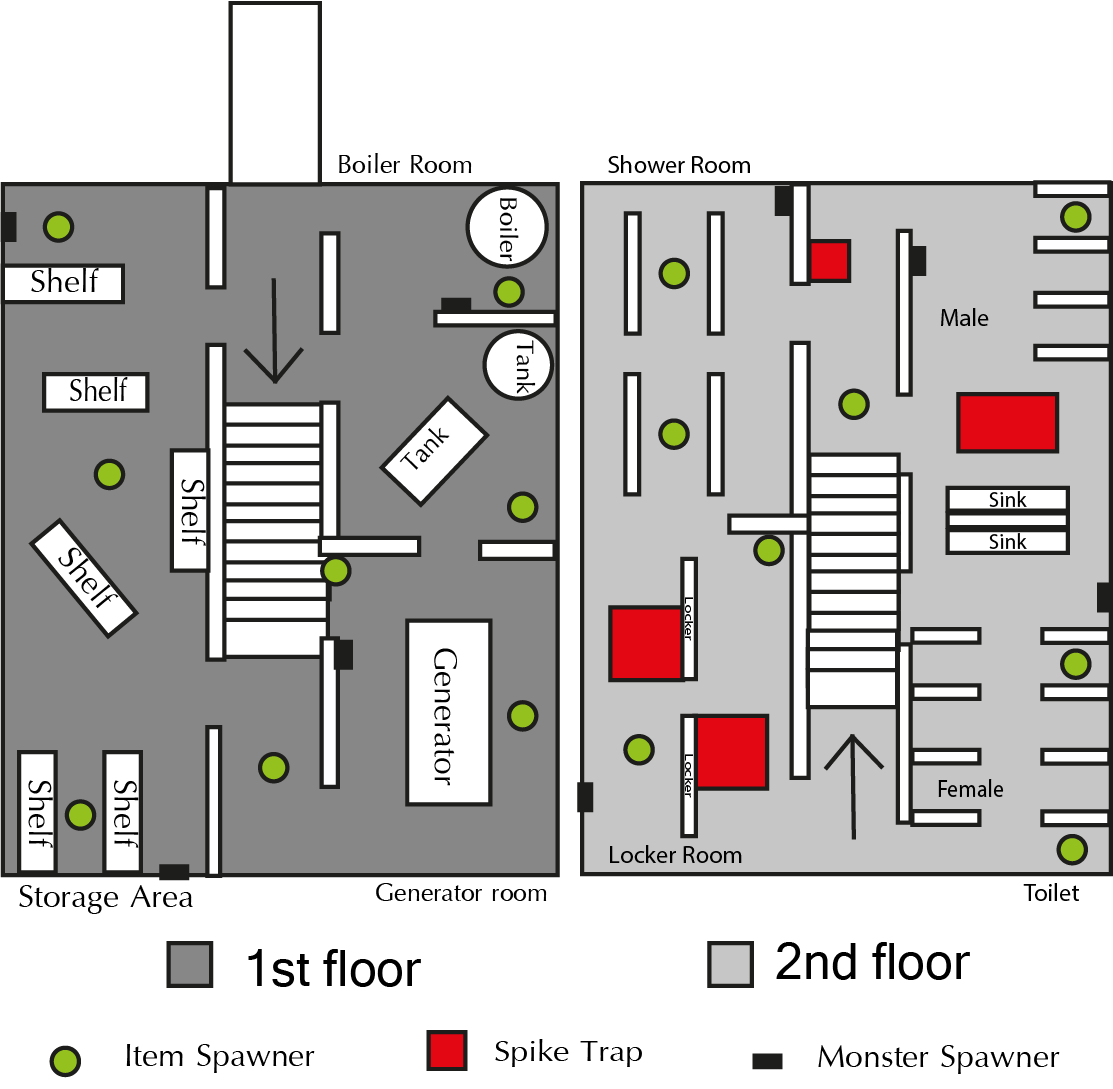 Boiler Room
Shower Room
Boiler
Shelf
Tank
Shelf
Tank
Shelf
Shelf
Generator
Shelf
Shelf
Male
Sink
Sink
Locker
Locker
Female
Locker Room
Storage Area
Generator room
Toilet
1st floor
2nd floor
Item Spawner
Spike Trap
Monster Spawner